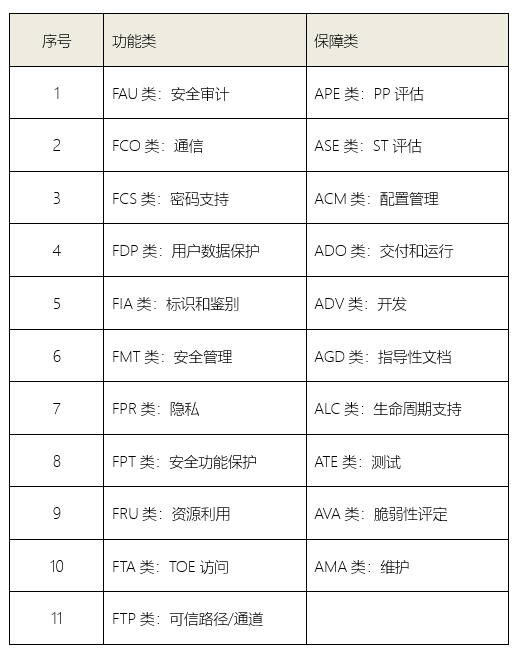 序号 功能类 保障类
1 FAU 类：安全审计 APE 类：PP 评估
2 FCO 类：通信 ASE 类：ST 评估
3 FCS 类：密码支持 ACM 类：配置管理
4 FDP 类：用户数据保护 ADO 类：交付和运行
5 FIA 类：标识和鉴别 ADV 类：开发
6 FMT 类：安全管理 AGD 类：指导性文档
7 FPR 类：隐私 ALC 类：生命周期支持
8 FPT 类：安全功能保护 ATE 类：测试
9 FRU 类：资源利用 AVA 类：脆弱性评定
10 FTA 类：TOE 访问 AMA 类：维护
11 FTP 类：可信路径/通道